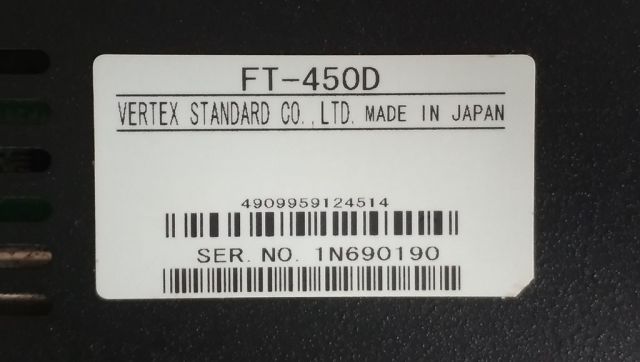 FT-450D
VERTEX STANDARD CO.,LTD. MADE IN JAPAN
4909959124514
SER. NO. 1N690190